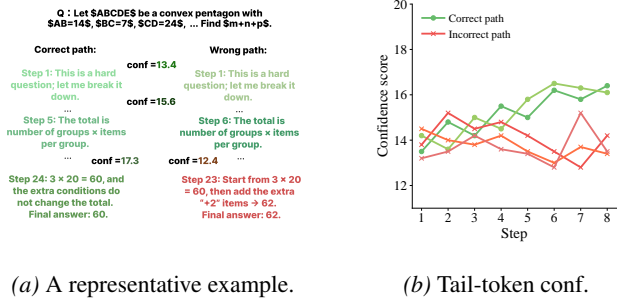 Q : Let $ABCDE$ be a convex pentagon with
$AB=14$, $BC=7$, $CD=24$, ... Find $m+n+p$.
Correct path:
Wrong path:
conf =13.4
Step 1: This is a hard
question; let me break it
down.
Step 1: This is a hard
question; let me break it
down.
conf =15.6
...
...
Step 5: The total is
number of groups × items
per group.
Step 6: The total is
number of groups × items
per group.
...
...
conf =17.3
conf =12.4
Step 24: 3 × 20 = 60, and
the extra conditions do
not change the total.
Final answer: 60.
Step 23: Start from 3 × 20
= 60, then add the extra
“+2” items → 62.
Final answer: 62.
(a) A representative example.
Correct path
Incorrect path
Confidence score
20
18
16
14
12
1 2 3 4 5 6 7 8
Step
(b) Tail-token conf.